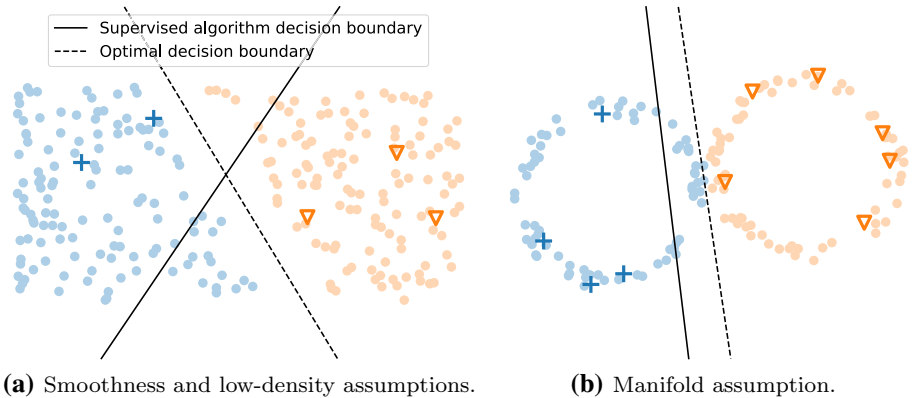 Supervised algorithm decision boundary
Optimal decision boundary
(a) Smoothness and low-density assumptions.
(b) Manifold assumption.